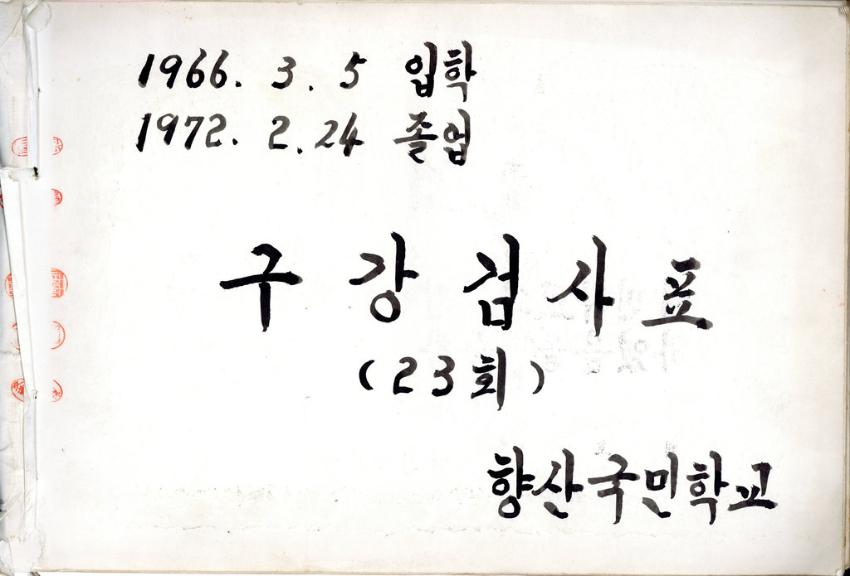 1966. 3. 5 입학
1972. 2. 24 졸업
구강검사표
(23회)
향산국민학교